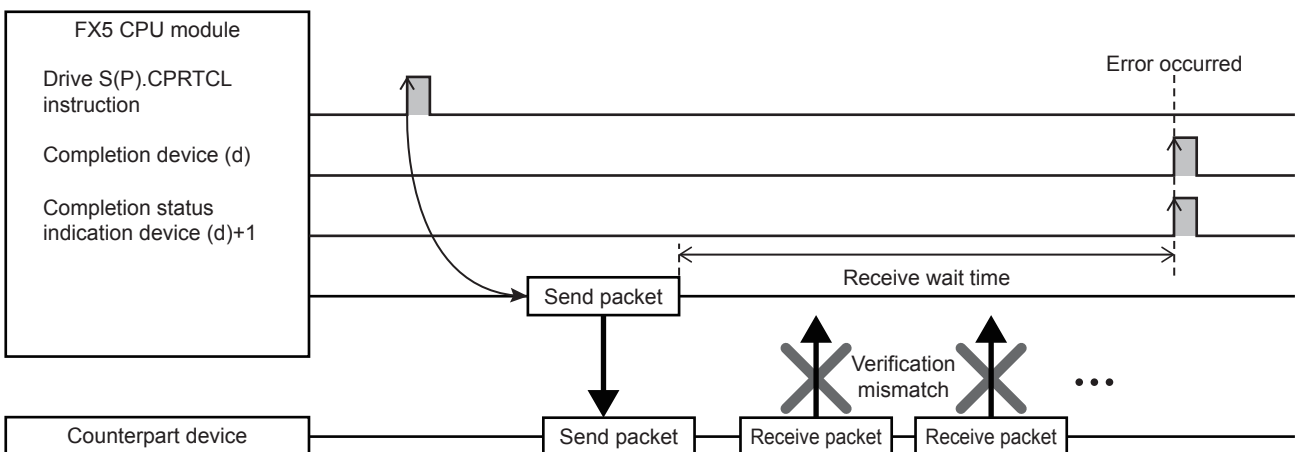 FX5 CPU module
Drive S(P).CPRTCL
instruction
Error occurred
Completion device (d)
Completion status
indication device (d)+1
Receive wait time
Send packet
Verification
mismatch
...
Counterpart device
Send packet
Receive packet
Receive packet